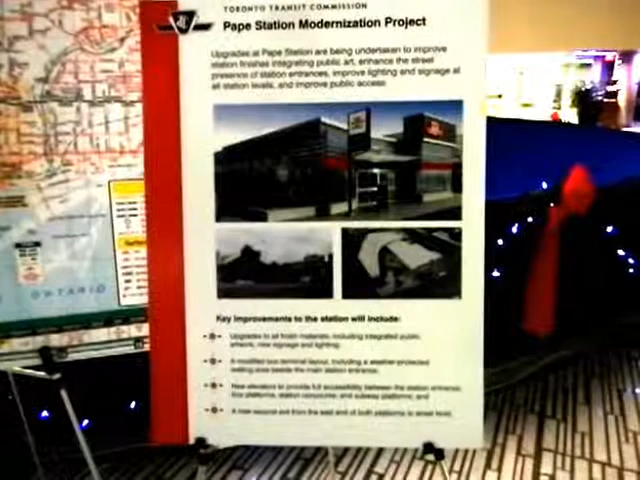 TORONTO TRANSIT COMMISSION
Pape Station Modernization Project
Upgrades at Pape Station are being undertaken to improve
station finishes integrating public art, enhance the street
presence of station entrances, improve lighting and signage at
all station levels, and improve public access.
Key improvements to the station will include:
Upgrades to all finish materials, including integrated public
artwork, new signage and lighting;
A modified bus terminal layout, including a weather-protected
waiting area beside the main station entrance;
New elevators to provide full accessibility between the station entrance,
bus platforms, station concourse, and subway platforms; and
A new second exit from the east end of both platforms to street level.
ONTARIO